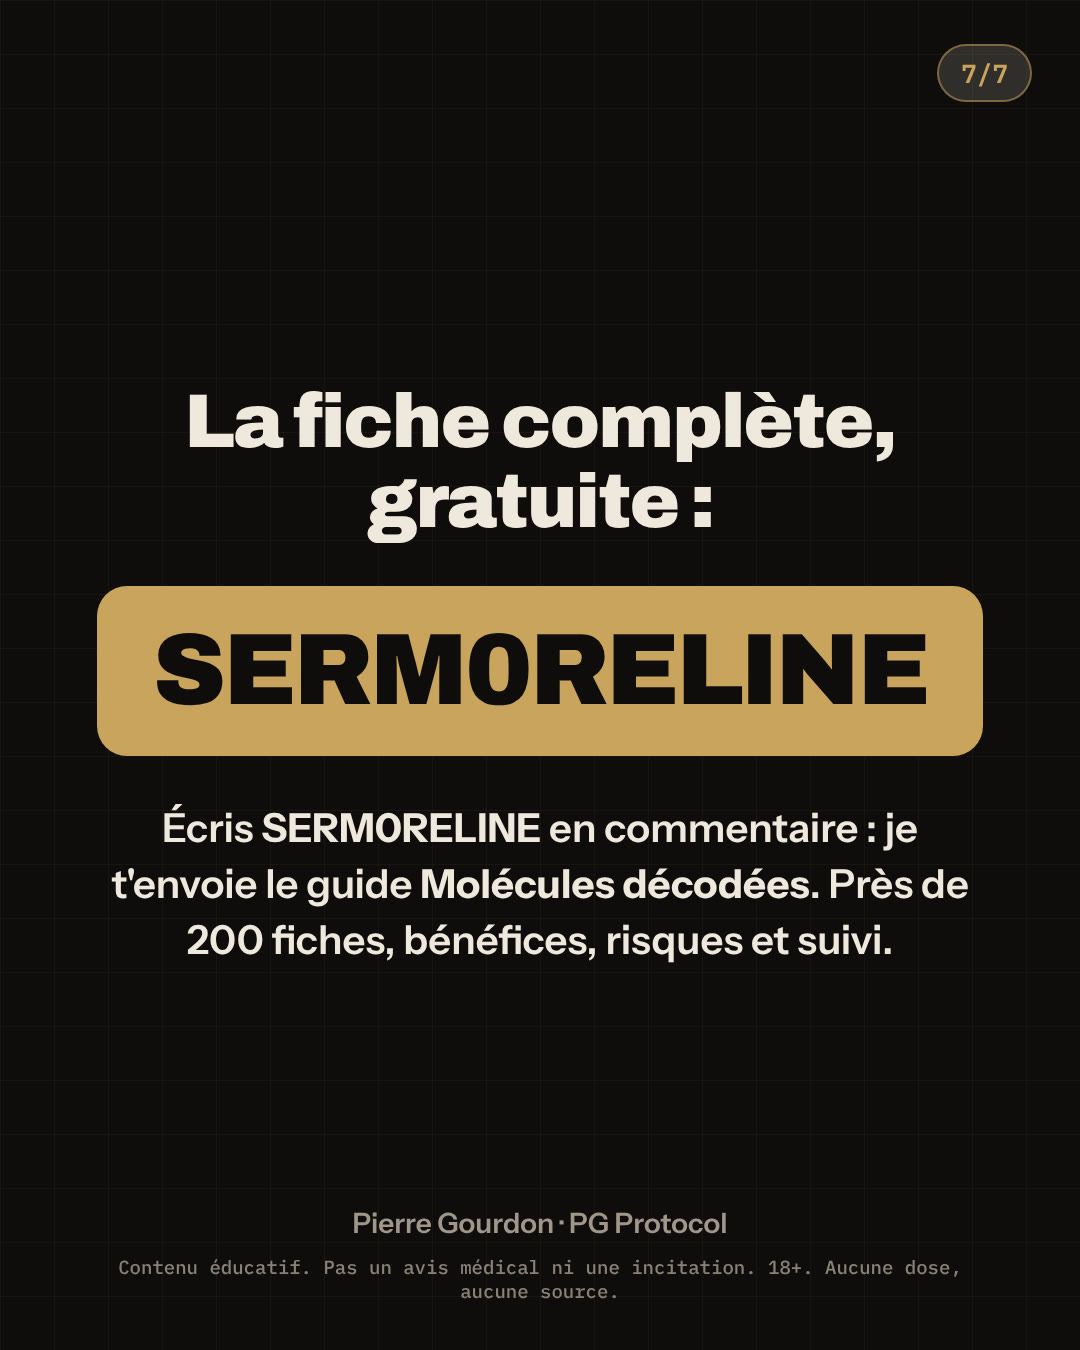 7/7
La fiche complète,
gratuite :
SERM0RELINE
Écris SERM0RELINE en commentaire : je
t'envoie le guide Molécules décodées. Près de
200 fiches, bénéfices, risques et suivi.
Pierre Gourdon · PG Protocol
Contenu éducatif. Pas un avis médical ni une incitation. 18+. Aucune dose,
aucune source.